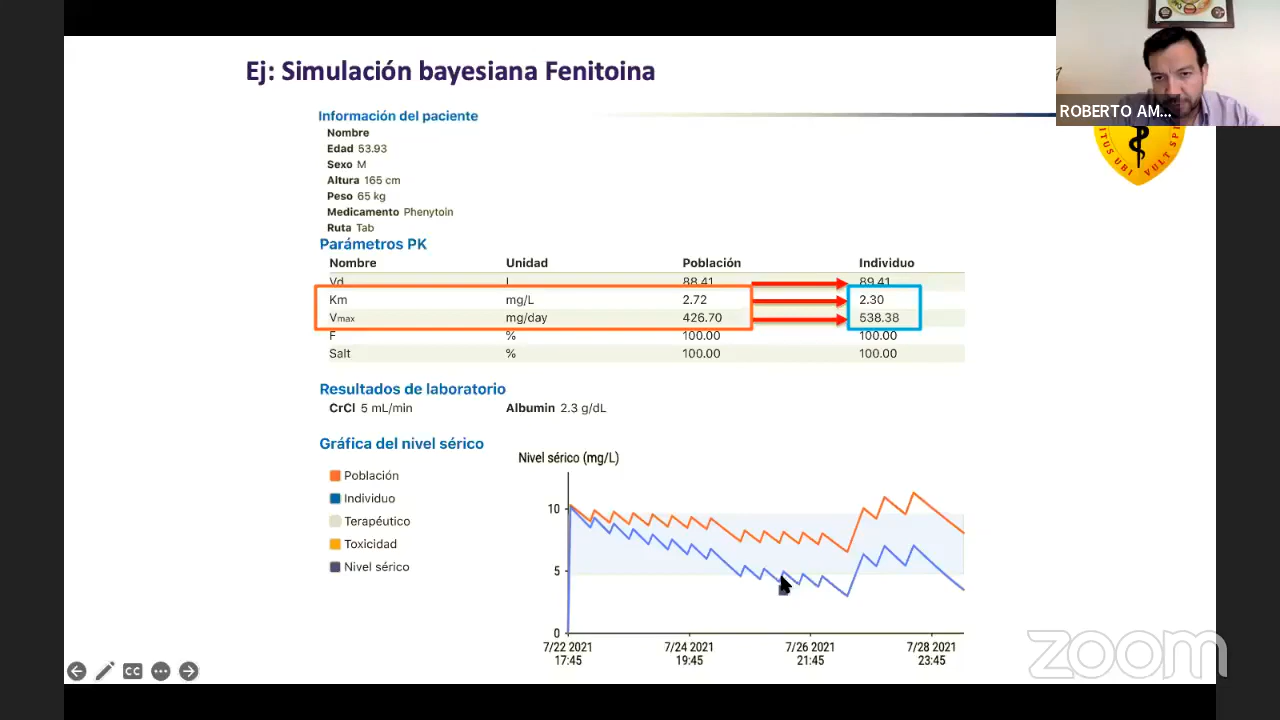 Ej: Simulación bayesiana Fenitoina
ROBERTO AM...
ITUS UBI VULT SPI
Información del paciente
Nombre
Edad 53.93
Sexo M
Altura 165 cm
Peso 65 kg
Medicamento Phenytoin
Ruta Tab
Parámetros PK
Nombre Unidad Población Individuo
Vd L 88.41 89.41
Km mg/L 2.72 2.30
Vmax mg/day 426.70 538.38
F % 100.00 100.00
Salt % 100.00 100.00
Resultados de laboratorio
CrCl 5 mL/min Albumin 2.3 g/dL
Gráfica del nivel sérico
Nivel sérico (mg/L)
Población
Individuo
Terapéutico
Toxicidad
Nivel sérico
10
5
0
7/22 2021 7/24 2021 7/26 2021 7/28 2021
17:45 19:45 21:45 23:45
CC
zoom